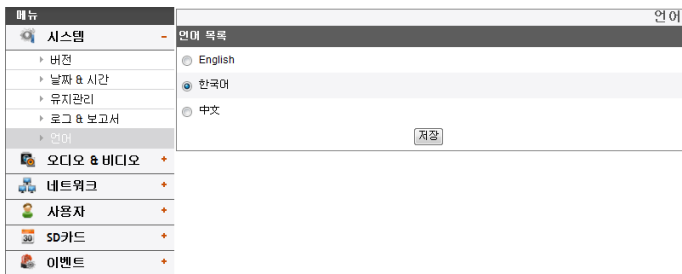 메뉴
시스템 -
버전
날짜 & 시간
유지관리
로그 & 보고서
언어
오디오 & 비디오 +
네트워크 +
사용자 +
SD카드 +
이벤트 +
언어
언어 목록
English
한국어
中文
저장